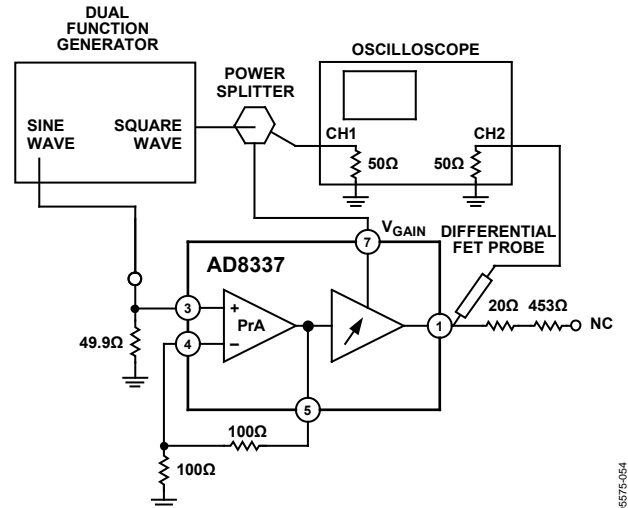 DUAL
FUNCTION
GENERATOR
OSCILLOSCOPE
POWER
SPLITTER
SINE
WAVE
SQUARE
WAVE
CH1
CH2
50Ω
50Ω
VGAIN
DIFFERENTIAL
FET PROBE
7
AD8337
20Ω
453Ω
3
+
PrA
1
NC
49.9Ω
4
–
5
100Ω
100Ω
05575-054